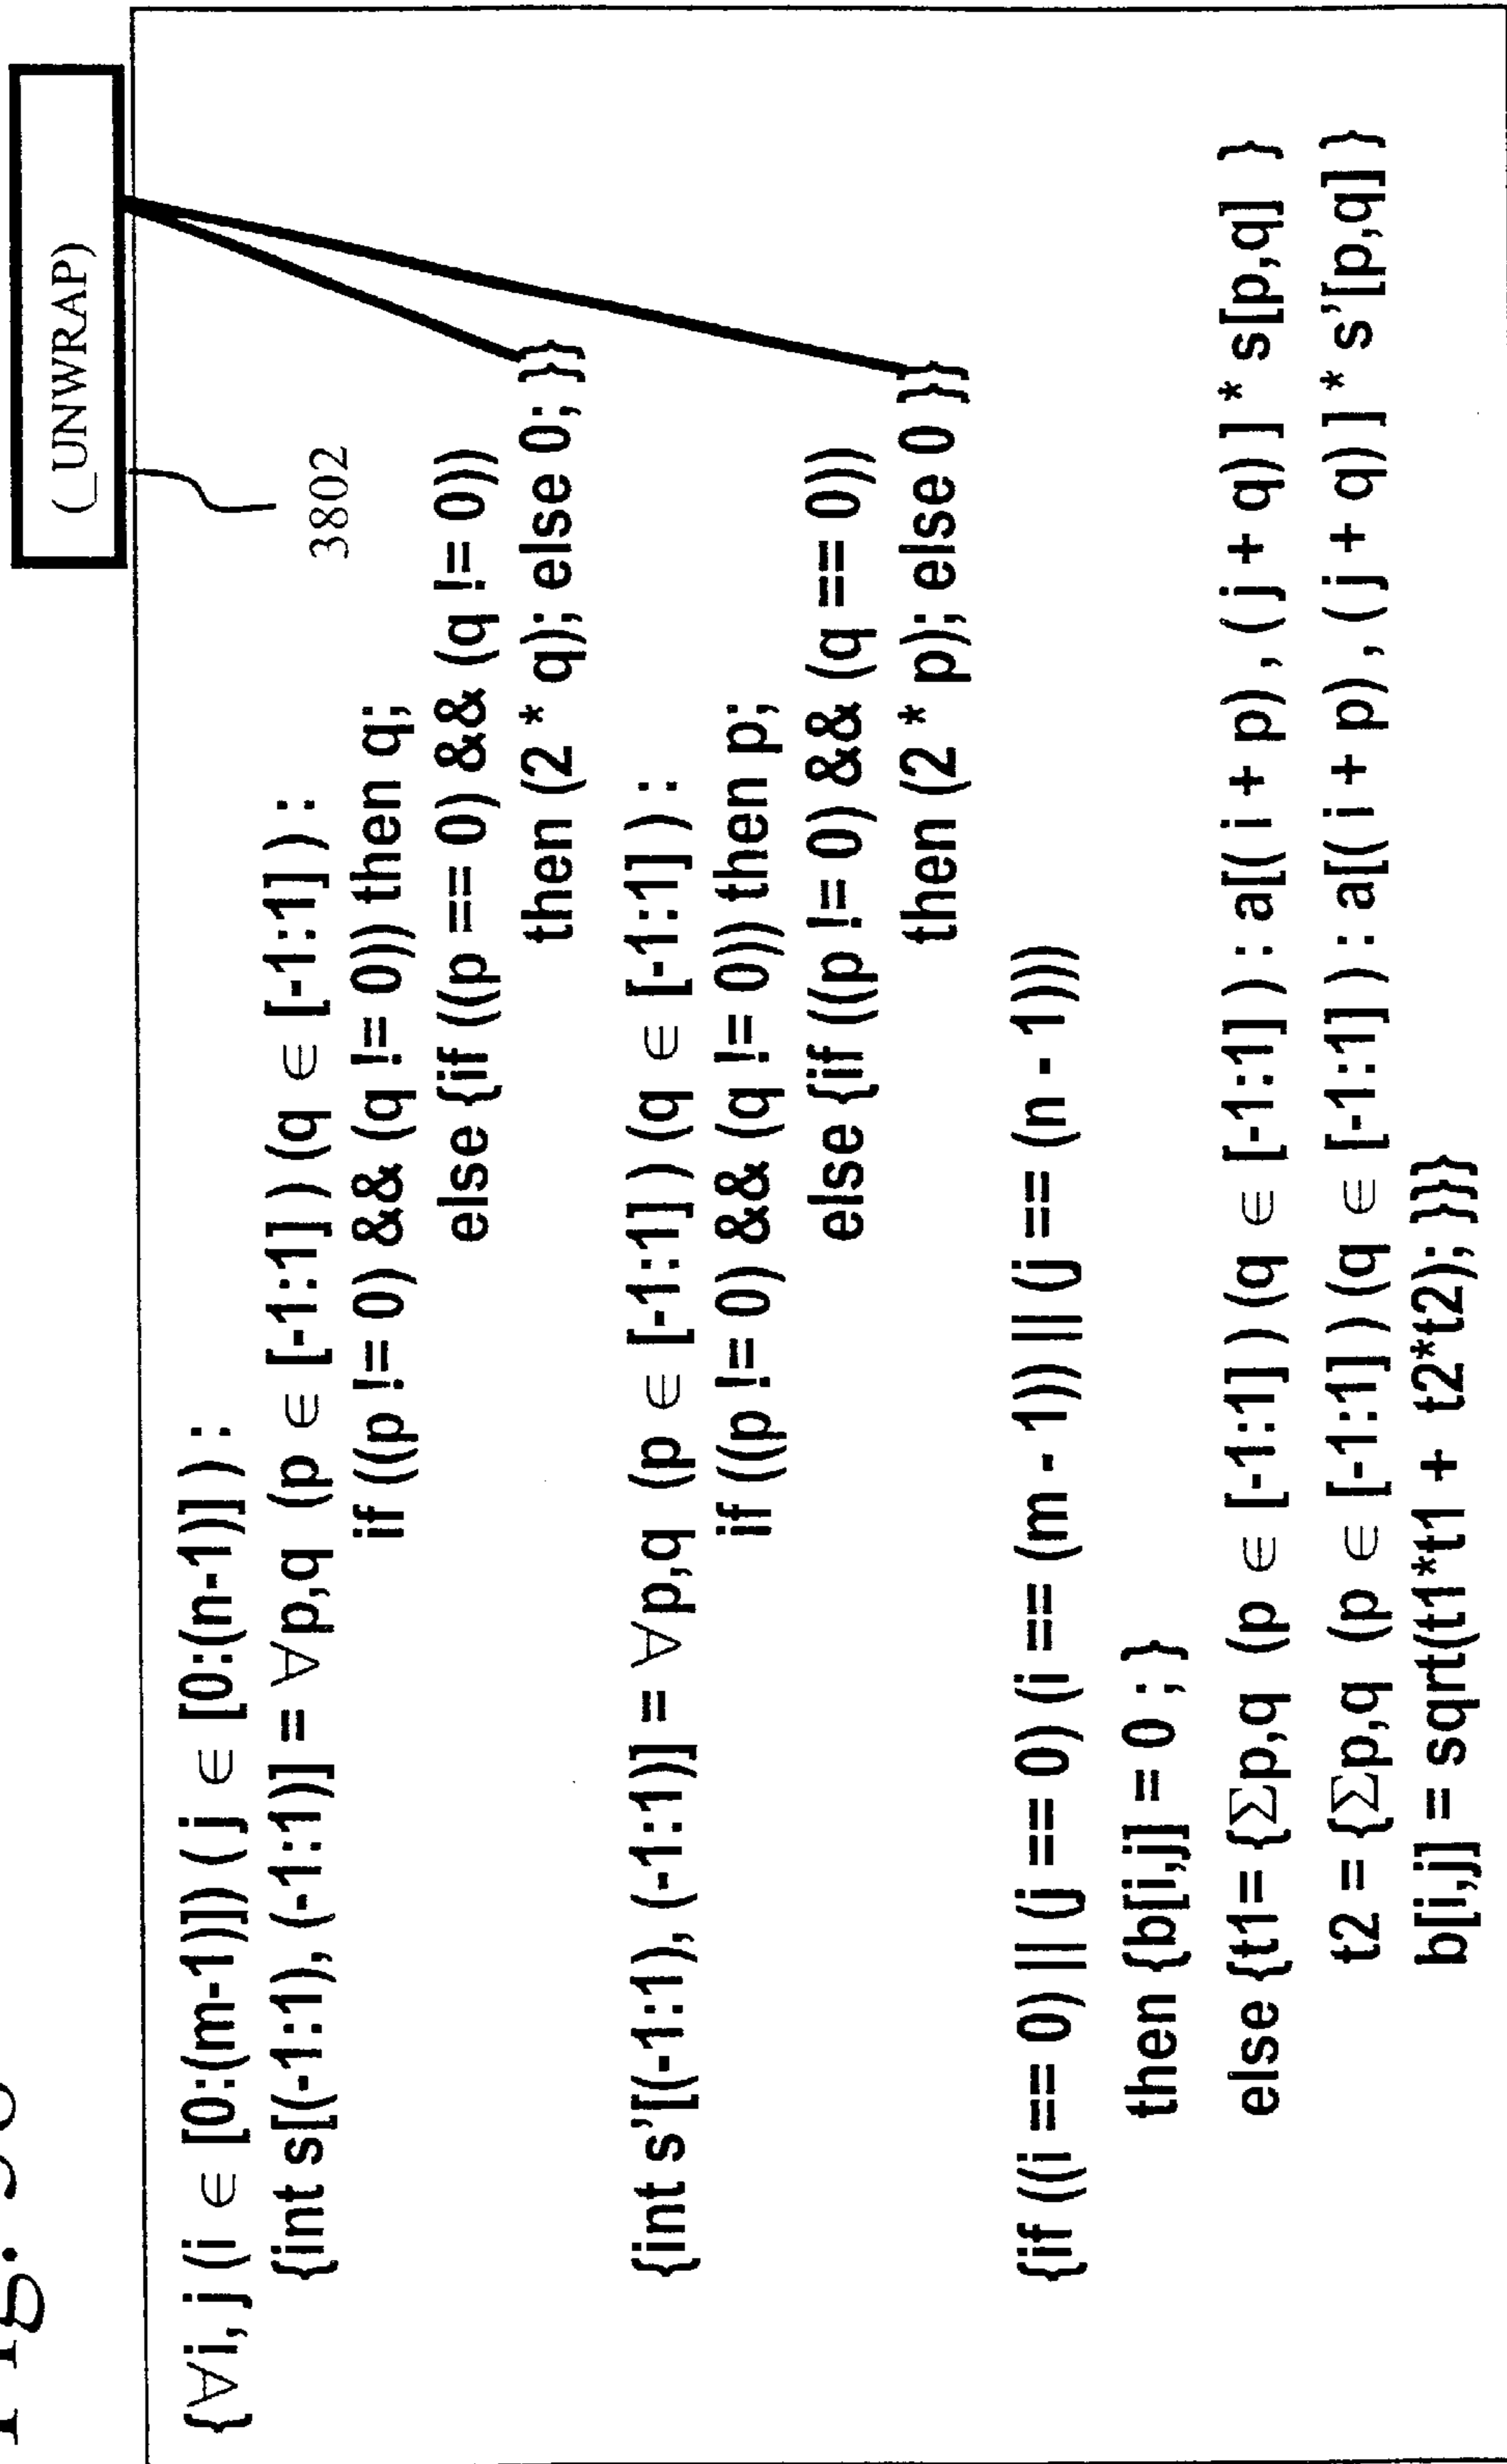 (_UNWRAP)
3802
{∀i, j (i ∈ [0:(m-1)]) ( j ∈ [0:(n-1)] ) :
{int s[(-1:1), (-1:1)] = ∀p,q (p ∈ [-1:1] ) (q ∈ [-1:1] ) :
if ((p != 0) && (q != 0)) then q;
else {if ((p == 0) && (q != 0))
then (2 * q); else 0; }}
{int s'[(-1:1), (-1:1)] = ∀p,q (p ∈ [-1:1] ) (q ∈ [-1:1] ) :
if ((p != 0) && (q != 0)) then p;
else {if ((p != 0) && (q == 0))
then (2 * p); else 0 }}
{if ((i == 0) || (j == 0) (i == (m - 1)) || (j == (n - 1)))
then {b[i,j] = 0 ; }
else {t1= {Σp,q (p ∈ [-1:1] ) (q ∈ [-1:1] ) : a[( i + p) , ( j + q) ] * s[p,q] }
t2 = {Σp,q (p ∈ [-1:1] ) (q ∈ [-1:1] ) : a[( i + p) , ( j + q) ] * s'[p,q] }
b[i,j] = sqrt(t1*t1 + t2*t2); }}}